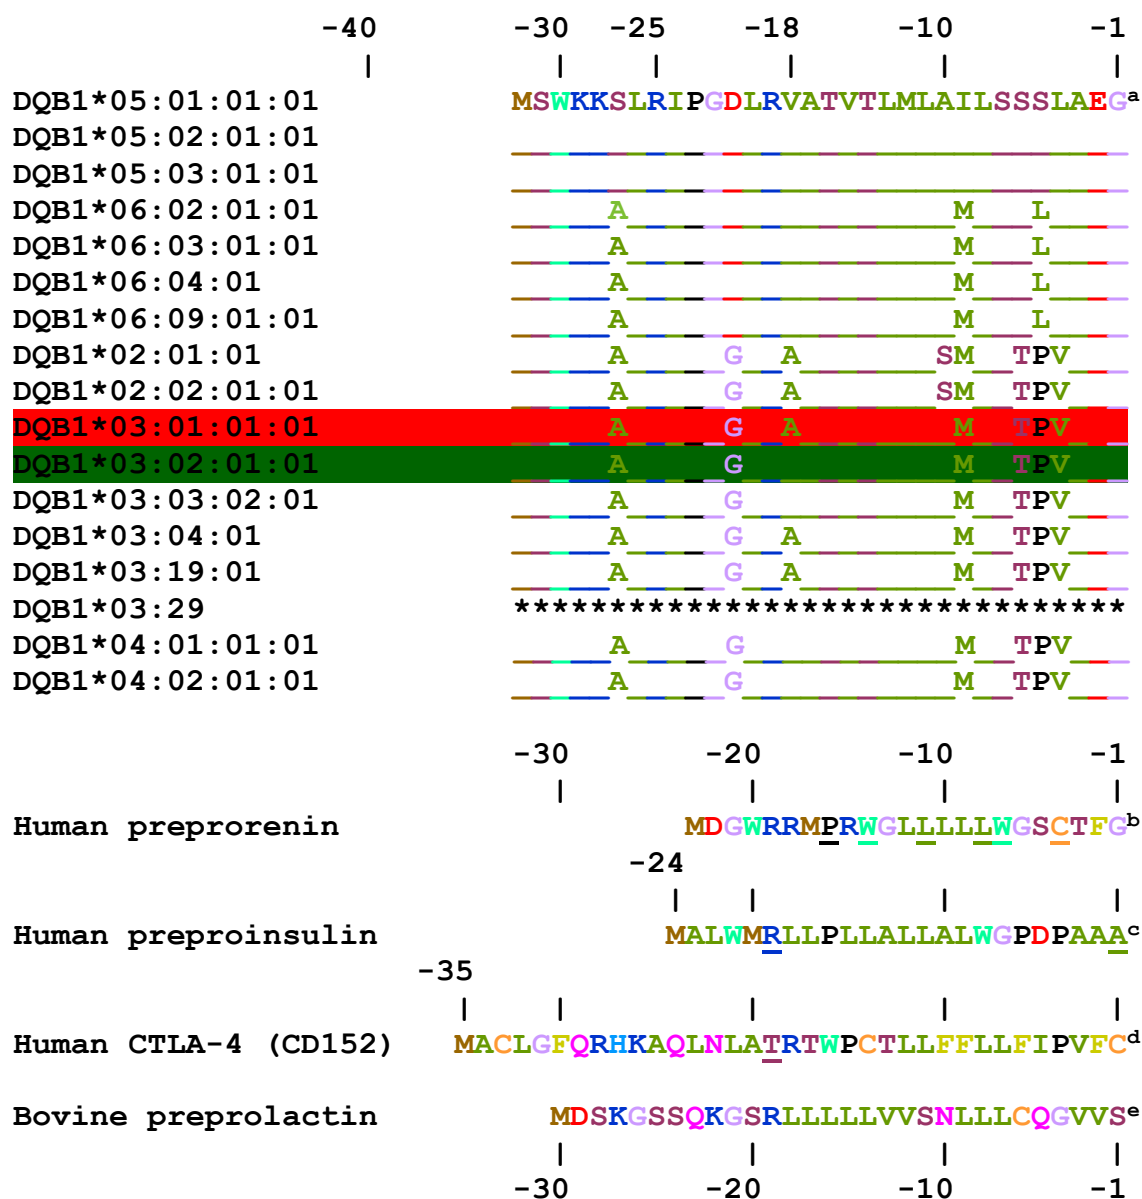 -40 -30 -25 -18 -10 -1
DQB1*05:01:01:01 MSWKKSLRIPGDLRVATVTLMLAILSSSLAEGa
DQB1*05:02:01:01
DQB1*05:03:01:01
DQB1*06:02:01:01 A M L
DQB1*06:03:01:01 A M L
DQB1*06:04:01 A M L
DQB1*06:09:01:01 A M L
DQB1*02:01:01 A G A SM TPV
DQB1*02:02:01:01 A G A SM TPV
DQB1*03:01:01:01 A G A M TPV
DQB1*03:02:01:01 A G M TPV
DQB1*03:03:02:01 A G M TPV
DQB1*03:04:01 A G A M TPV
DQB1*03:19:01 A G A M TPV
DQB1*03:29 ********************************
DQB1*04:01:01:01 A G M TPV
DQB1*04:02:01:01 A G M TPV
-30 -20 -10 -1
Human preprorenin MDGWRRMPRWGLLLLLWGSCTFGb
-24
Human preproinsulin MALWMRLLPLLALLALWGPDPAAAc
-35
Human CTLA-4 (CD152) MACLGFQRHKAQLNLATRTWPCTLLFFLLFIPVFCd
Bovine preprolactin MDSKGSSQKGSRLLLLLVVSNLLLCQGVVSe
-30 -20 -10 -1